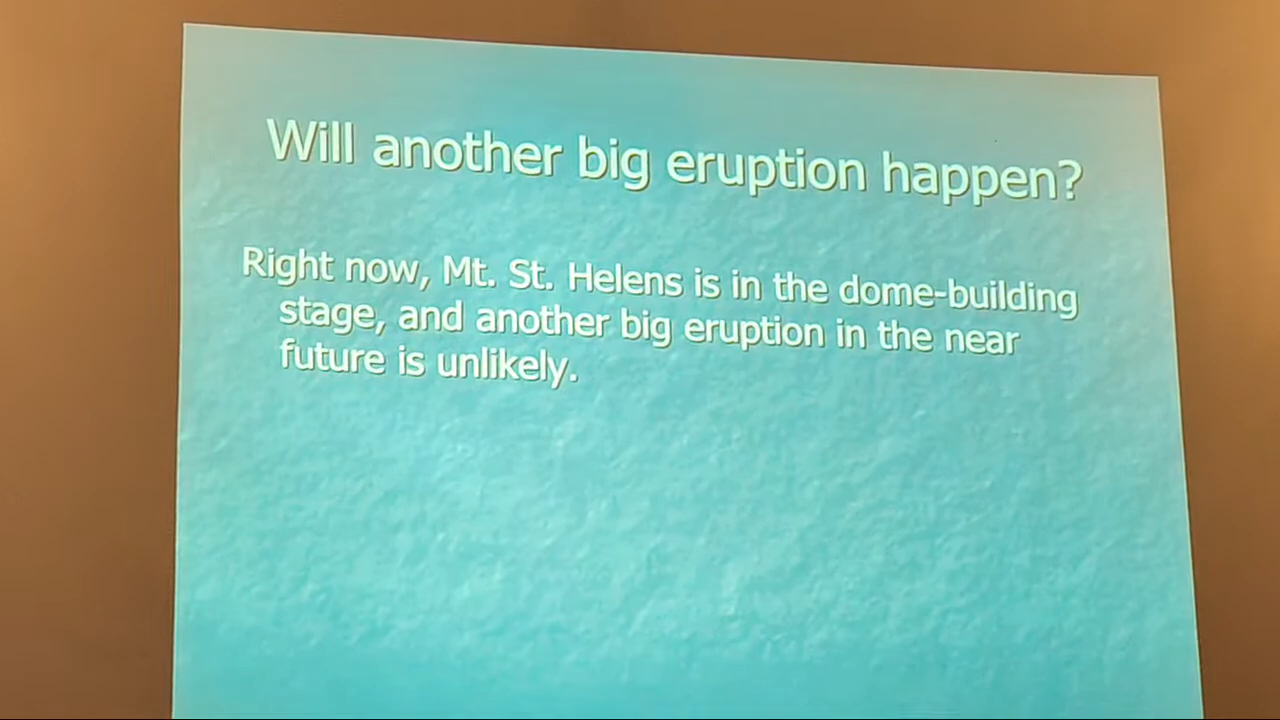 Will another big eruption happen?
Right now, Mt. St. Helens is in the dome-building
stage, and another big eruption in the near
future is unlikely.